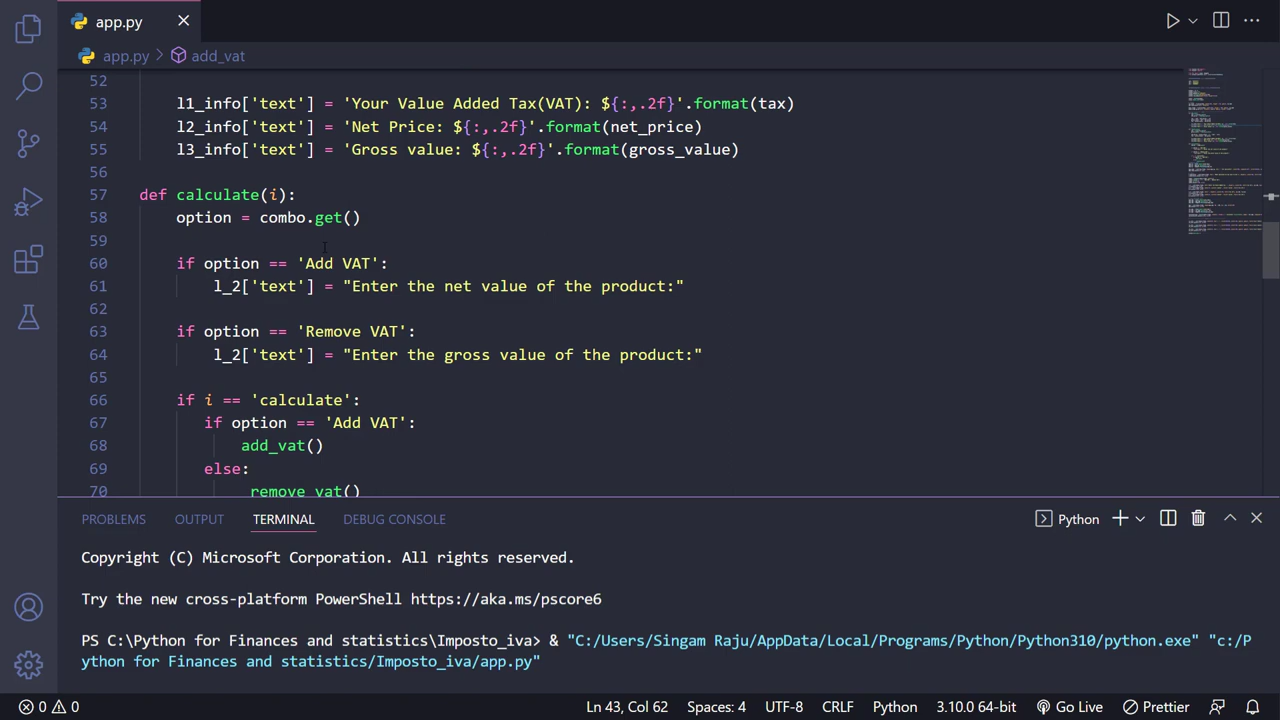 app.py
app.py > add_vat
52
53 l1_info['text'] = 'Your Value Added Tax(VAT): ${:,.2f}'.format(tax)
54 l2_info['text'] = 'Net Price: ${:,.2f}'.format(net_price)
55 l3_info['text'] = 'Gross value: ${:,.2f}'.format(gross_value)
56
57 def calculate(i):
58 option = combo.get()
59
60 if option == 'Add VAT':
61 l_2['text'] = "Enter the net value of the product:"
62
63 if option == 'Remove VAT':
64 l_2['text'] = "Enter the gross value of the product:"
65
66 if i == 'calculate':
67 if option == 'Add VAT':
68 add_vat()
69 else:
70 remove_vat()
PROBLEMS OUTPUT TERMINAL DEBUG CONSOLE Python
Copyright (C) Microsoft Corporation. All rights reserved.
Try the new cross-platform PowerShell https://aka.ms/pscore6
PS C:\Python for Finances and statistics\Imposto_iva> & "C:/Users/Singam Raju/AppData/Local/Programs/Python/Python310/python.exe" "c:/P
ython for Finances and statistics/Imposto_iva/app.py"
0 0 Ln 43, Col 62 Spaces: 4 UTF-8 CRLF Python 3.10.0 64-bit Go Live Prettier